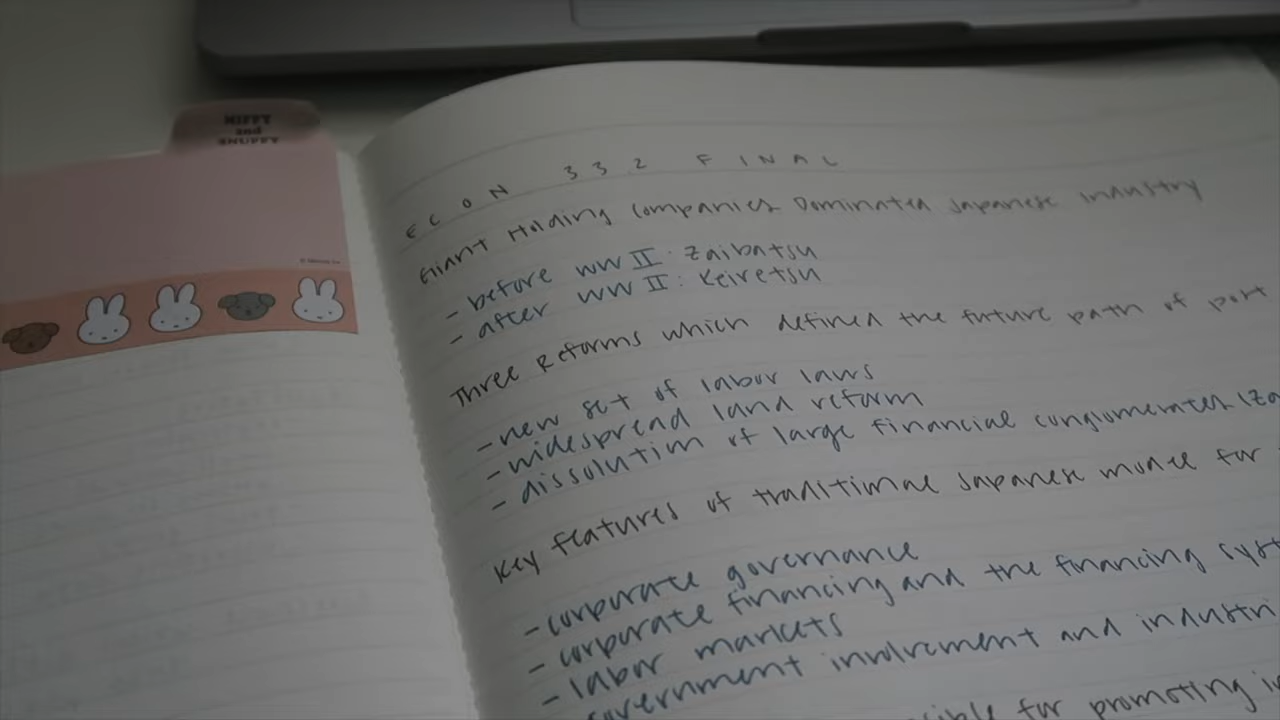 MIFFY
and
SNUFFY
ECON 332 FINAL
Giant Holding Companies Dominated Japanese Industry
- before WW II: Zaibatsu
- after WW II: Keiretsu
Three Reforms which defined the future path of
- new set of labor laws
- widespread land reform
- dissolution of large financial conglomerates
Key features of traditional Japanese model for
- corporate governance
- corporate financing and the financing
- labor markets
government involvement and
for promoting